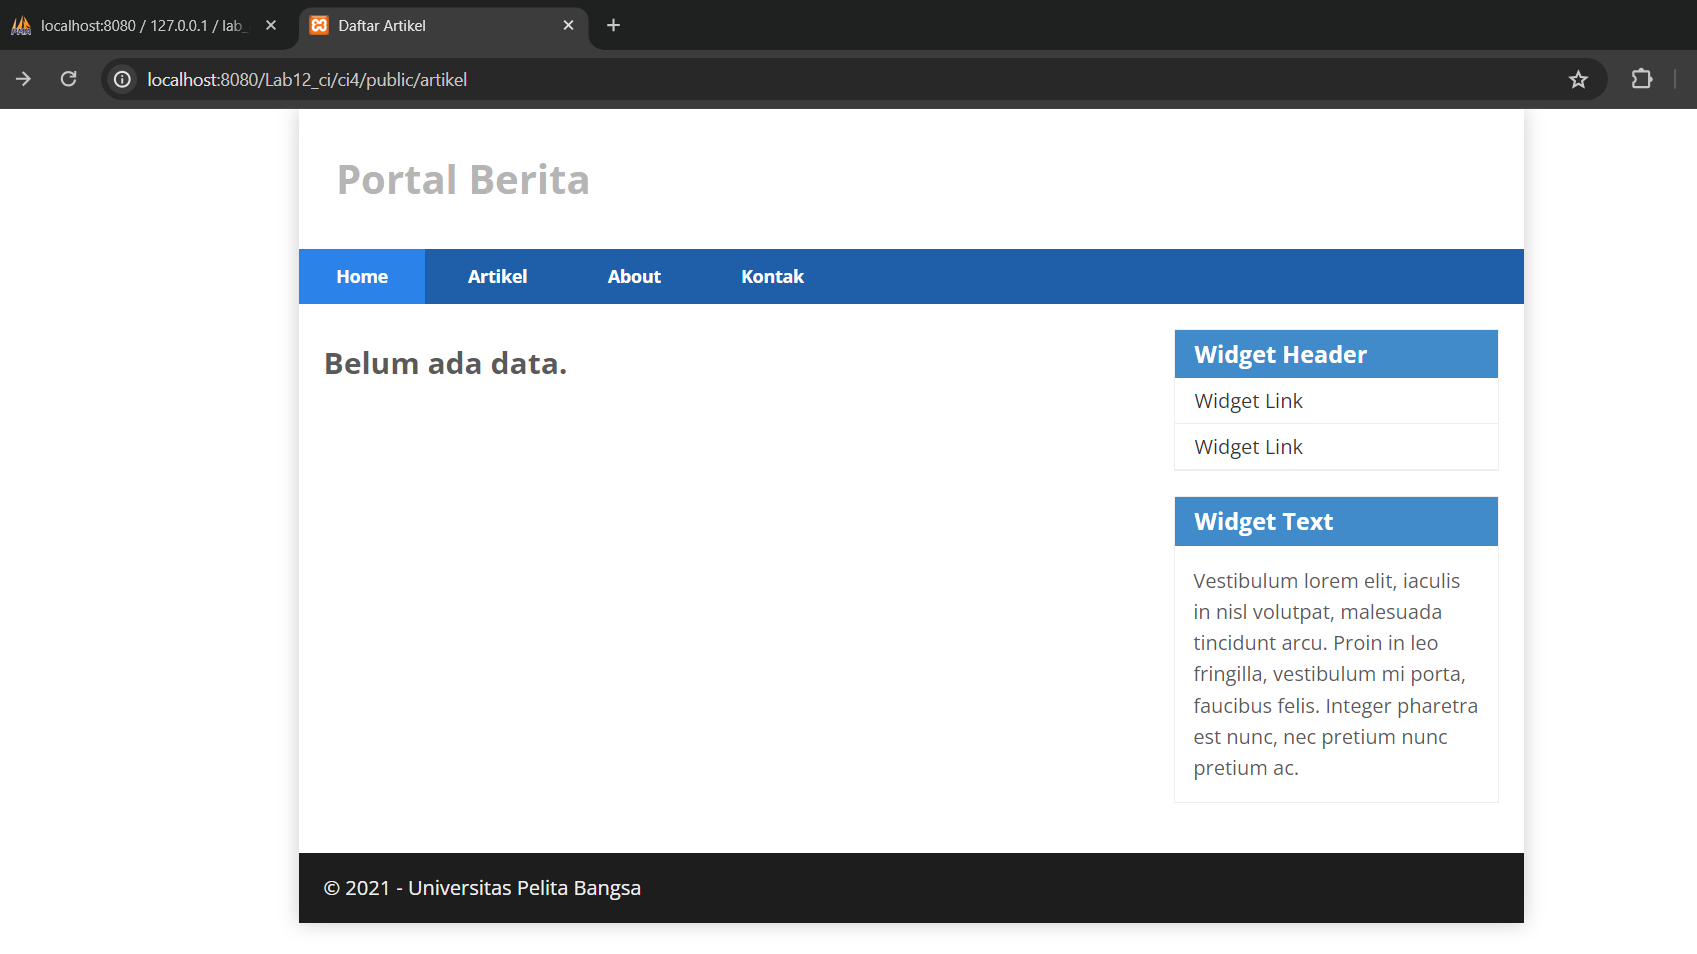 localhost:8080 / 127.0.0.1 / lab_
Daftar Artikel
localhost:8080/Lab12_ci/ci4/public/artikel
Portal Berita
Home Artikel About Kontak
Belum ada data.
Widget Header
Widget Link
Widget Link
Widget Text
Vestibulum lorem elit, iaculis
in nisl volutpat, malesuada
tincidunt arcu. Proin in leo
fringilla, vestibulum mi porta,
faucibus felis. Integer pharetra
est nunc, nec pretium nunc
pretium ac.
© 2021 - Universitas Pelita Bangsa